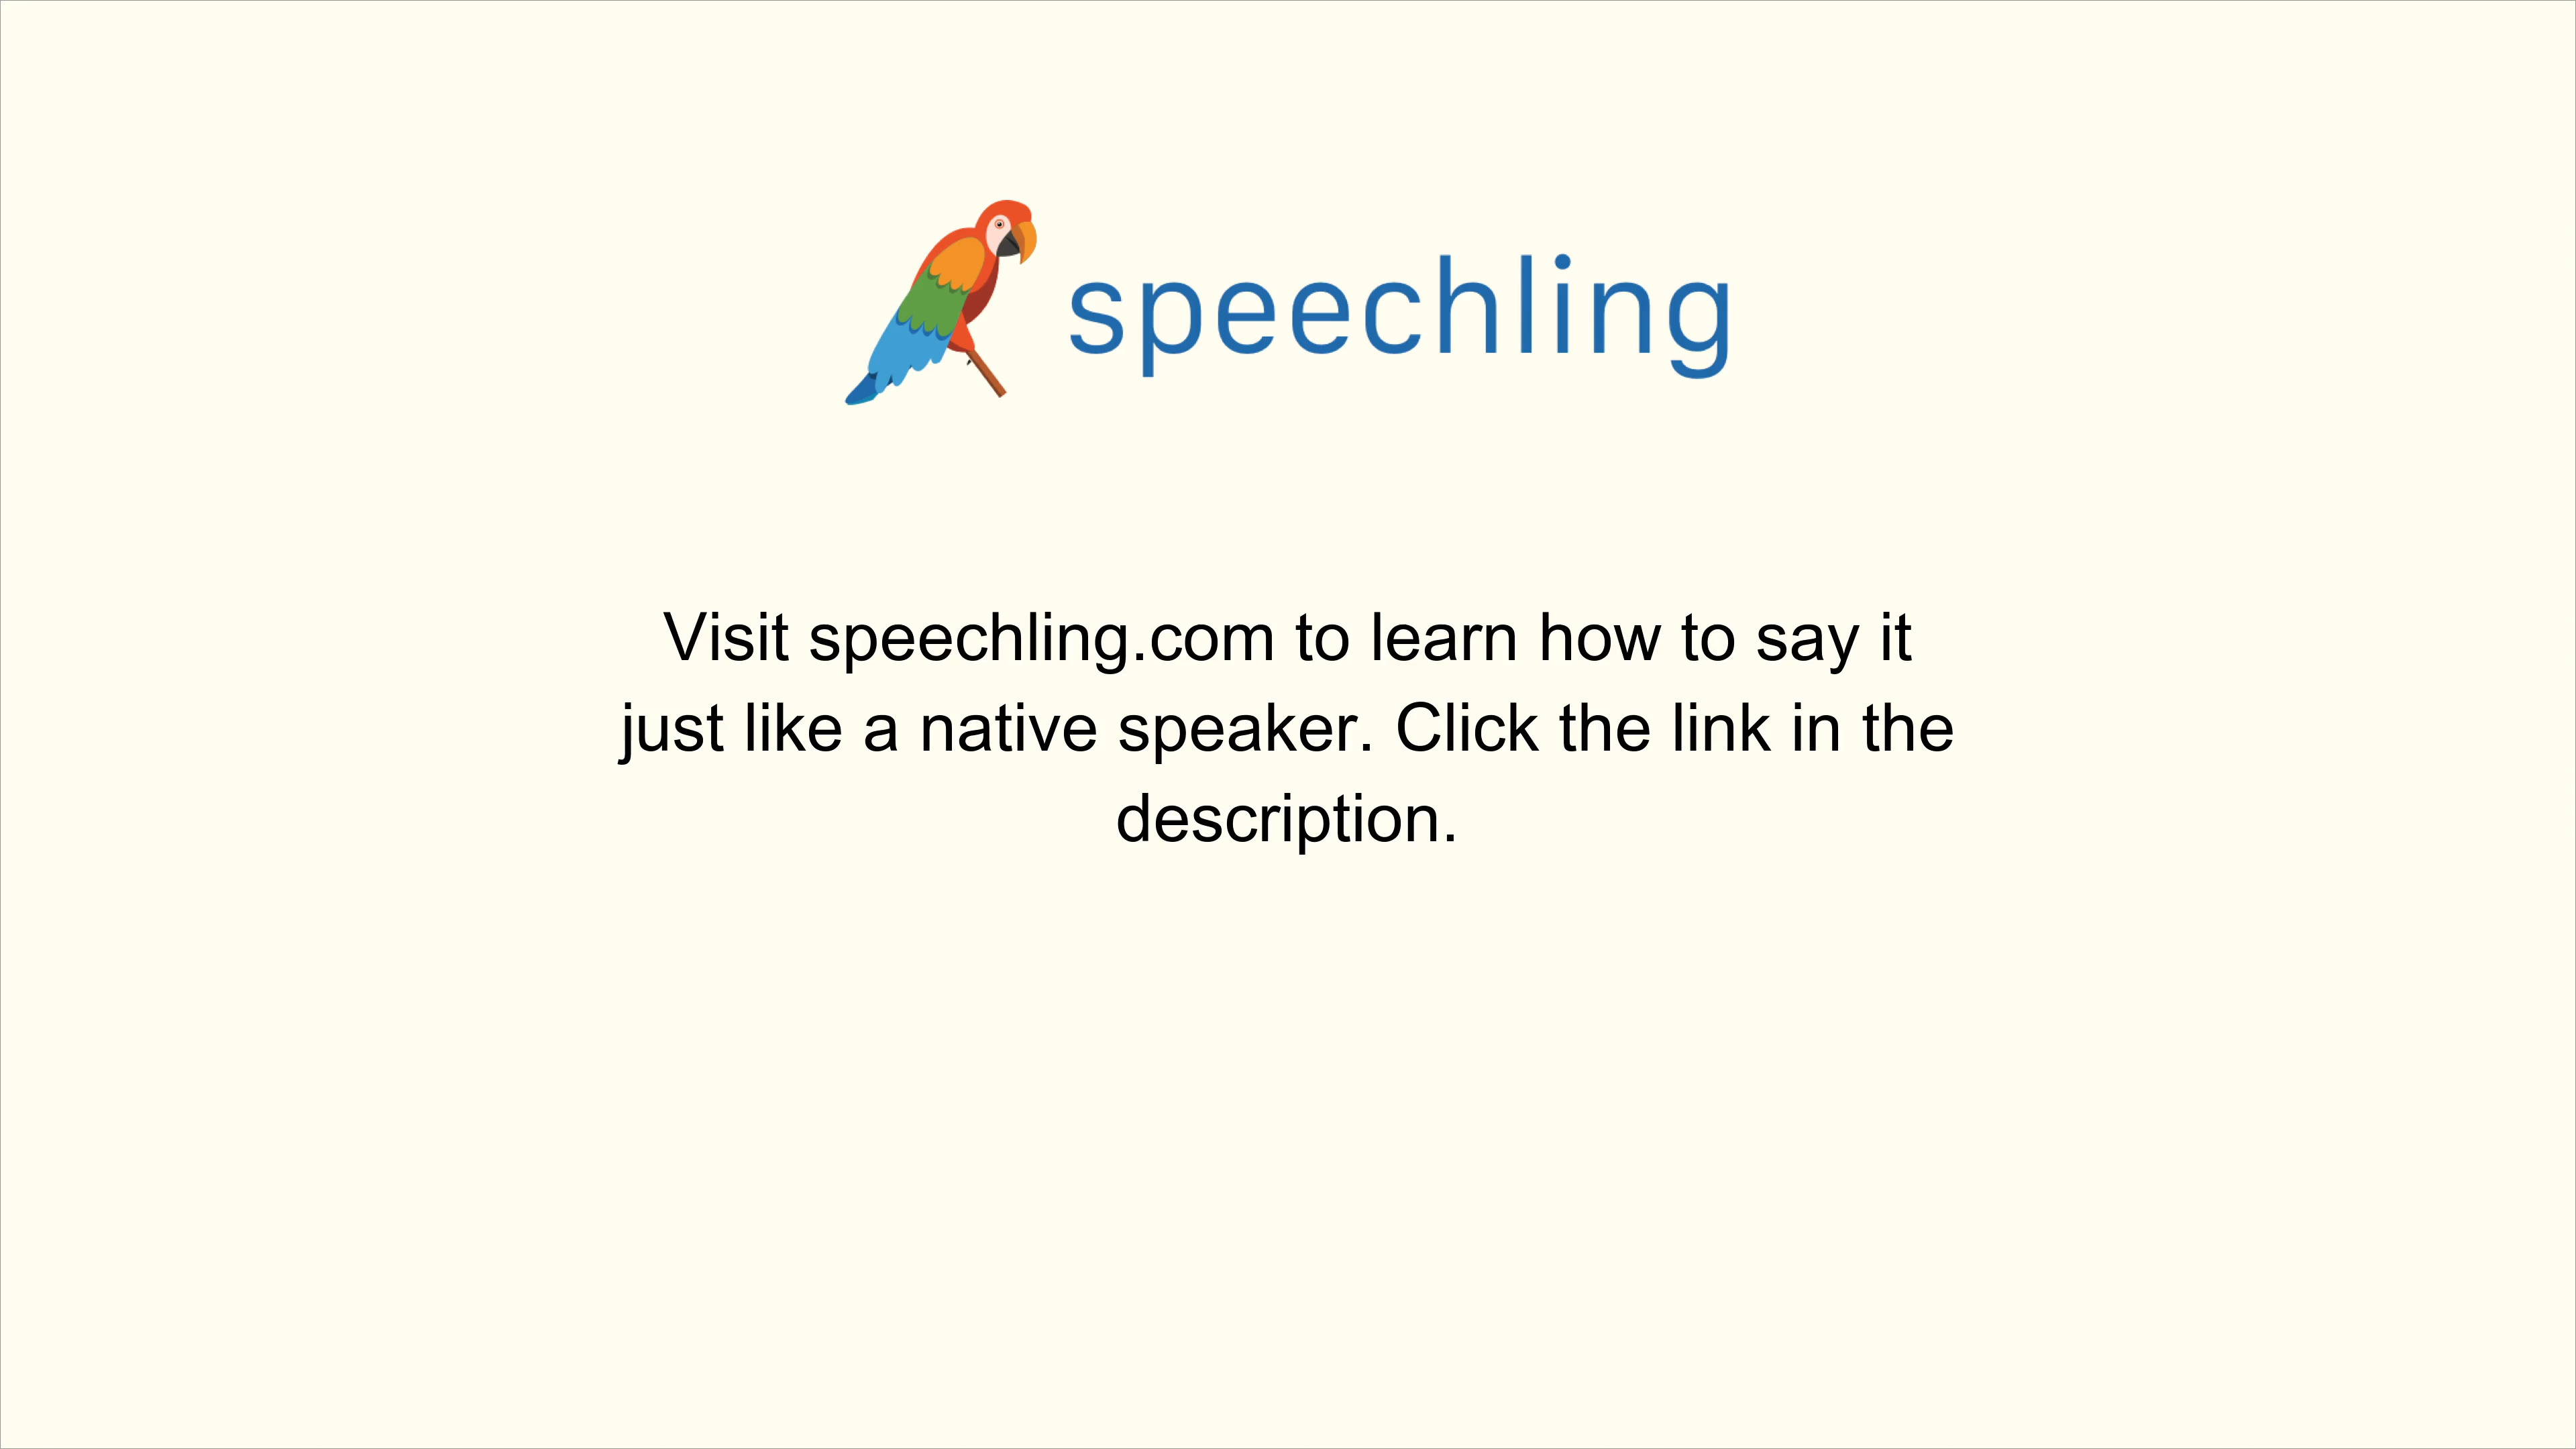 speechling
Visit speechling.com to learn how to say it
just like a native speaker. Click the link in the
description.